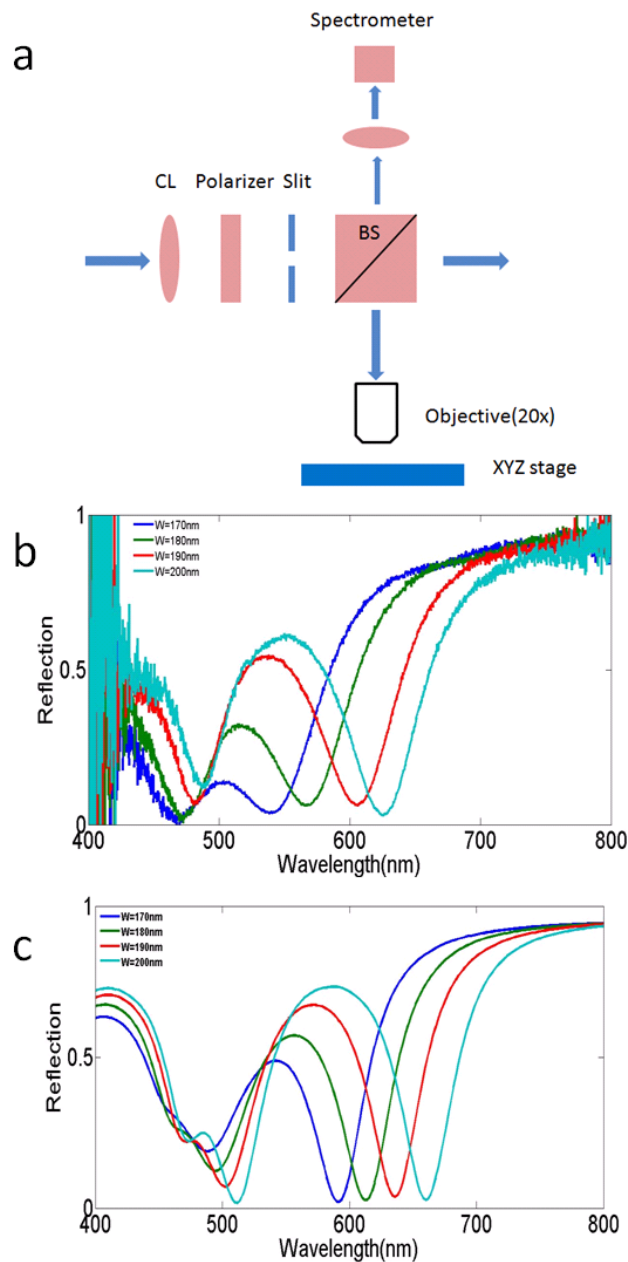 a
Spectrometer
CL Polarizer Slit
BS
Objective(20x)
XYZ stage
b
1
W=170nm
W=180nm
W=190nm
W=200nm
0.5
0
Reflection
400 500 600 700 800
Wavelength(nm)
c
1
W=170nm
W=180nm
W=190nm
W=200nm
0.5
0
Reflection
400 500 600 700 800
Wavelength(nm)